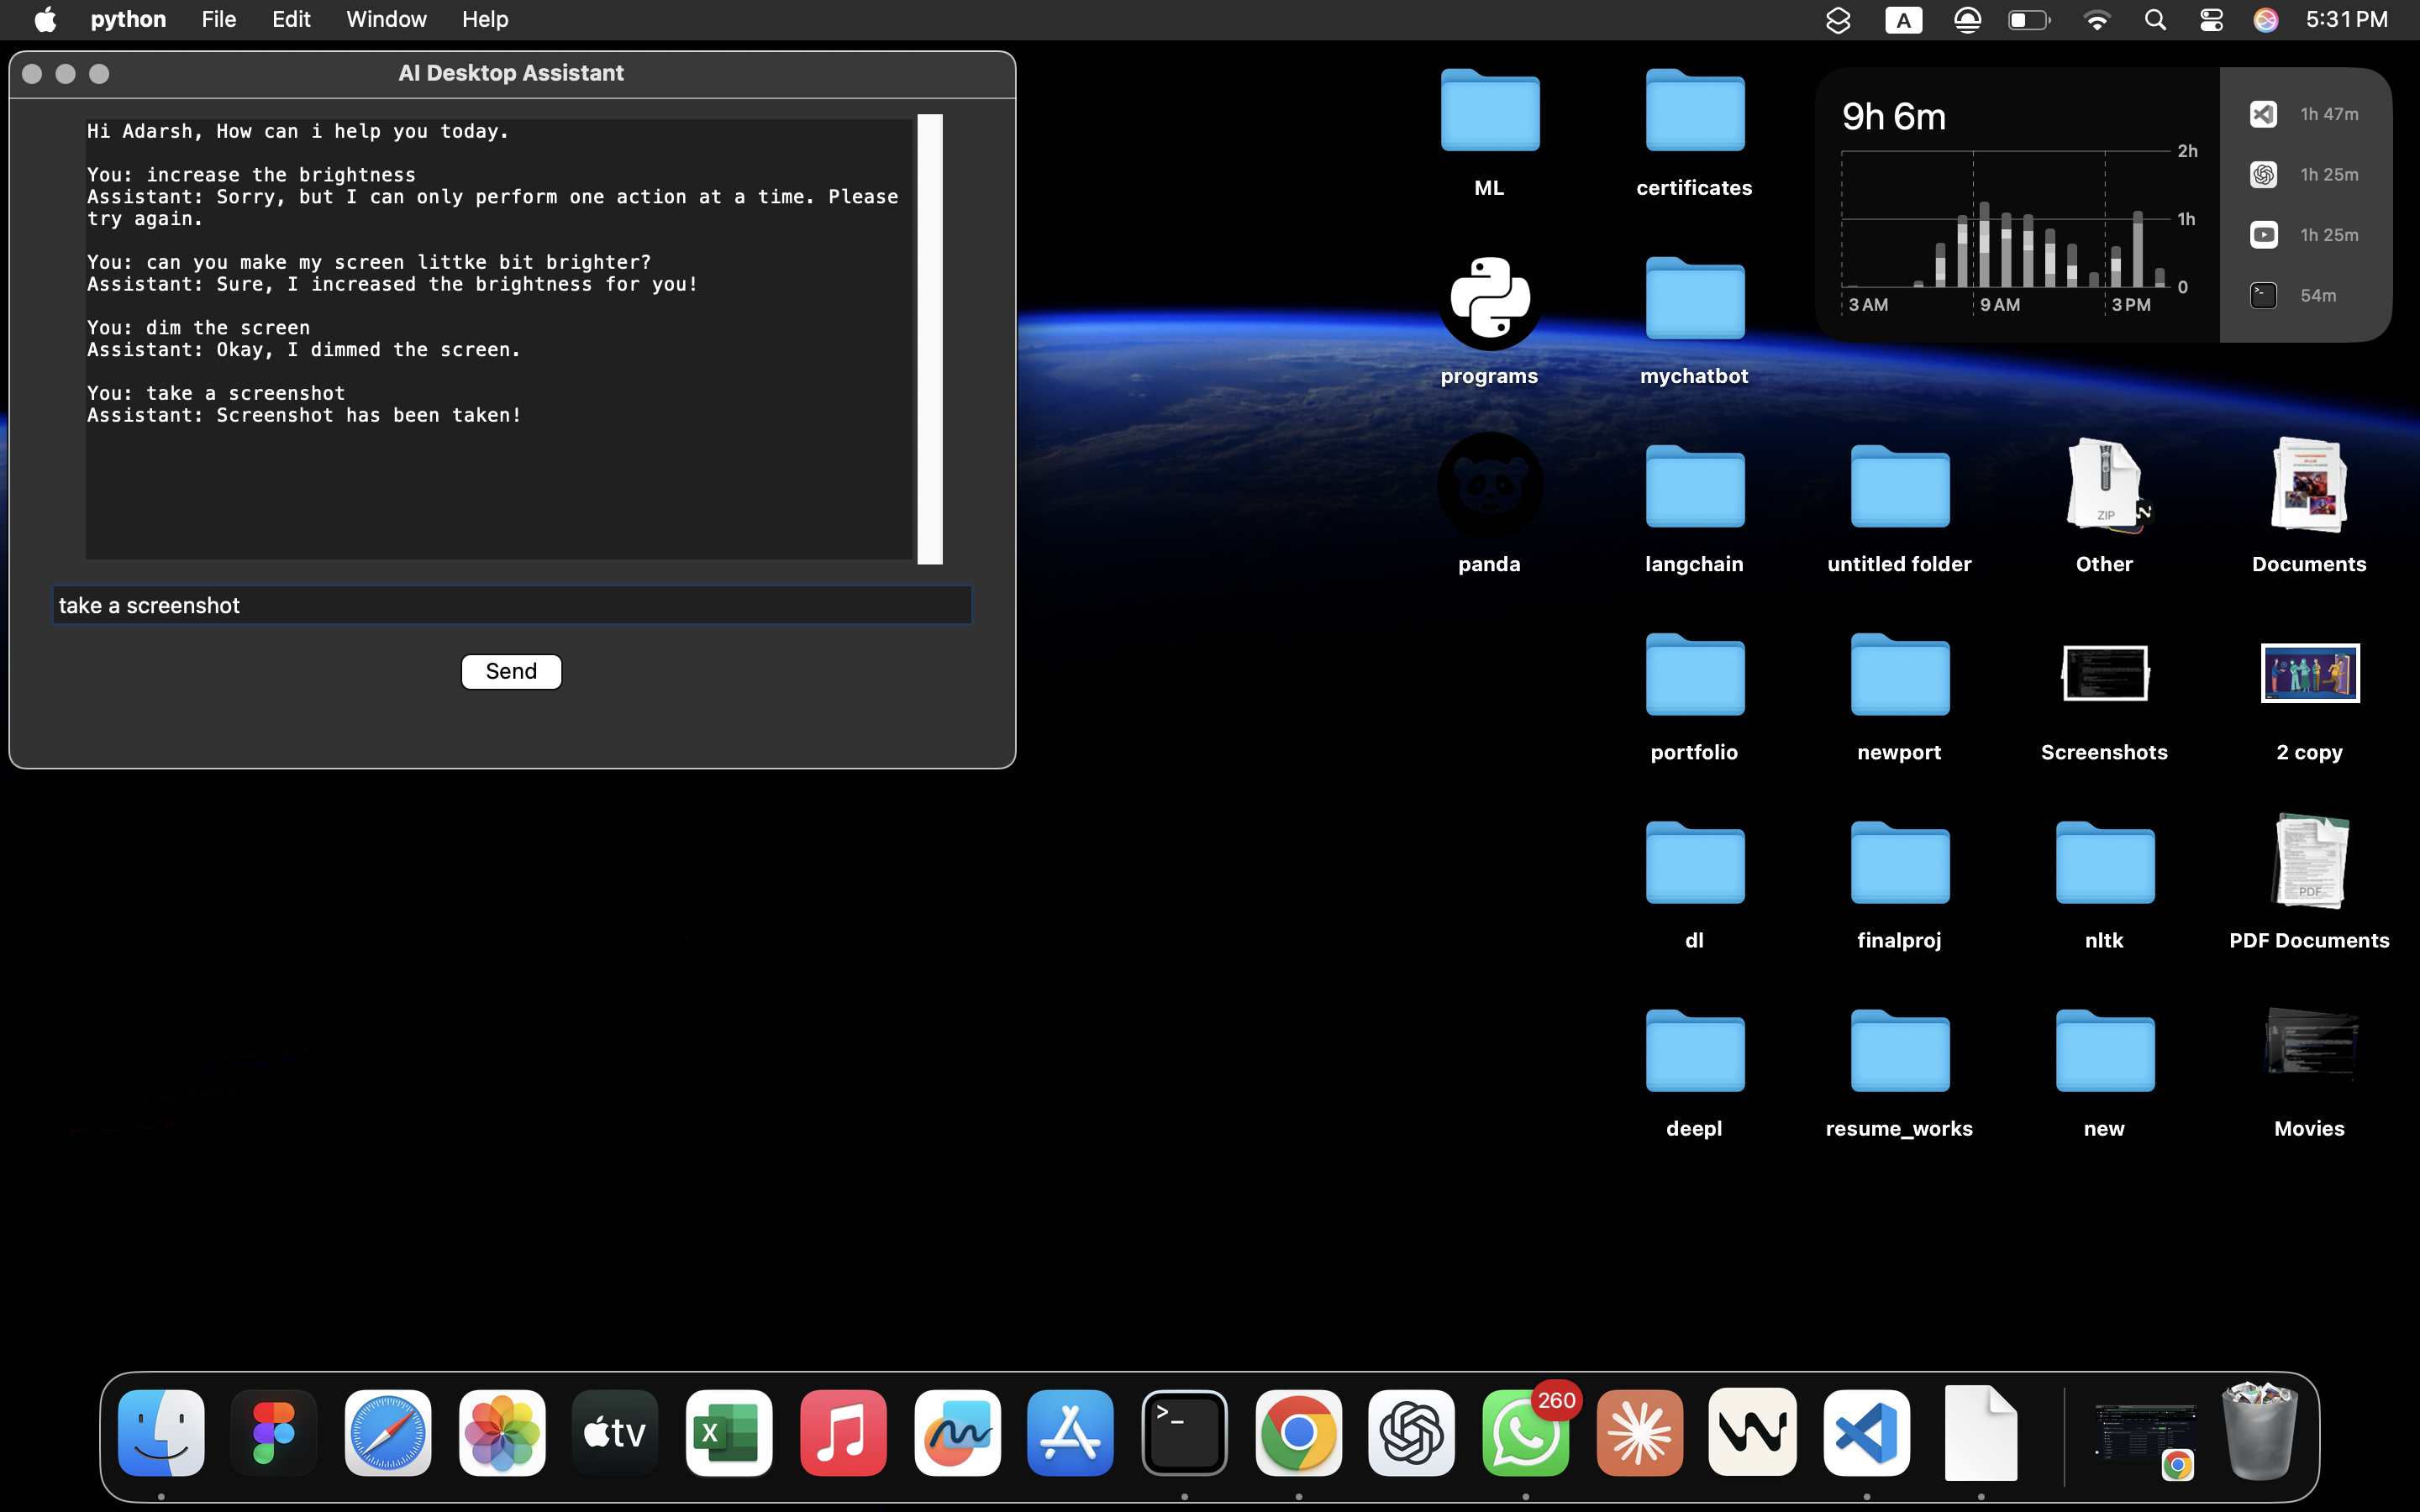 python File Edit Window Help
A
5:31 PM
AI Desktop Assistant
Hi Adarsh, How can i help you today.
You: increase the brightness
Assistant: Sorry, but I can only perform one action at a time. Please
try again.
You: can you make my screen littke bit brighter?
Assistant: Sure, I increased the brightness for you!
You: dim the screen
Assistant: Okay, I dimmed the screen.
You: take a screenshot
Assistant: Screenshot has been taken!
take a screenshot
Send
9h 6m
2h
1h
0
3 AM
9 AM
3 PM
1h 47m
1h 25m
1h 25m
54m
ML
certificates
programs
mychatbot
panda
langchain
untitled folder
ZIP
Other
Documents
portfolio
newport
Screenshots
2 copy
dl
finalproj
nltk
PDF
PDF Documents
deepl
resume_works
new
Movies
tv
X
>_
260